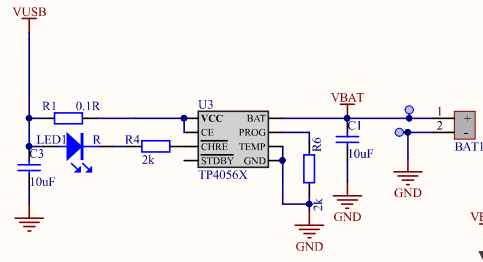 VUSB
R1 0.1R
U3
VCC
CE
CHRE
STDBY
BAT
PROG
TEMP
GND
TP4056X
LED1 R
R4
2k
C3
10uF
R6
2k
VBAT
C1
10uF
1
2
+
-
BAT1
GND
GND
GND